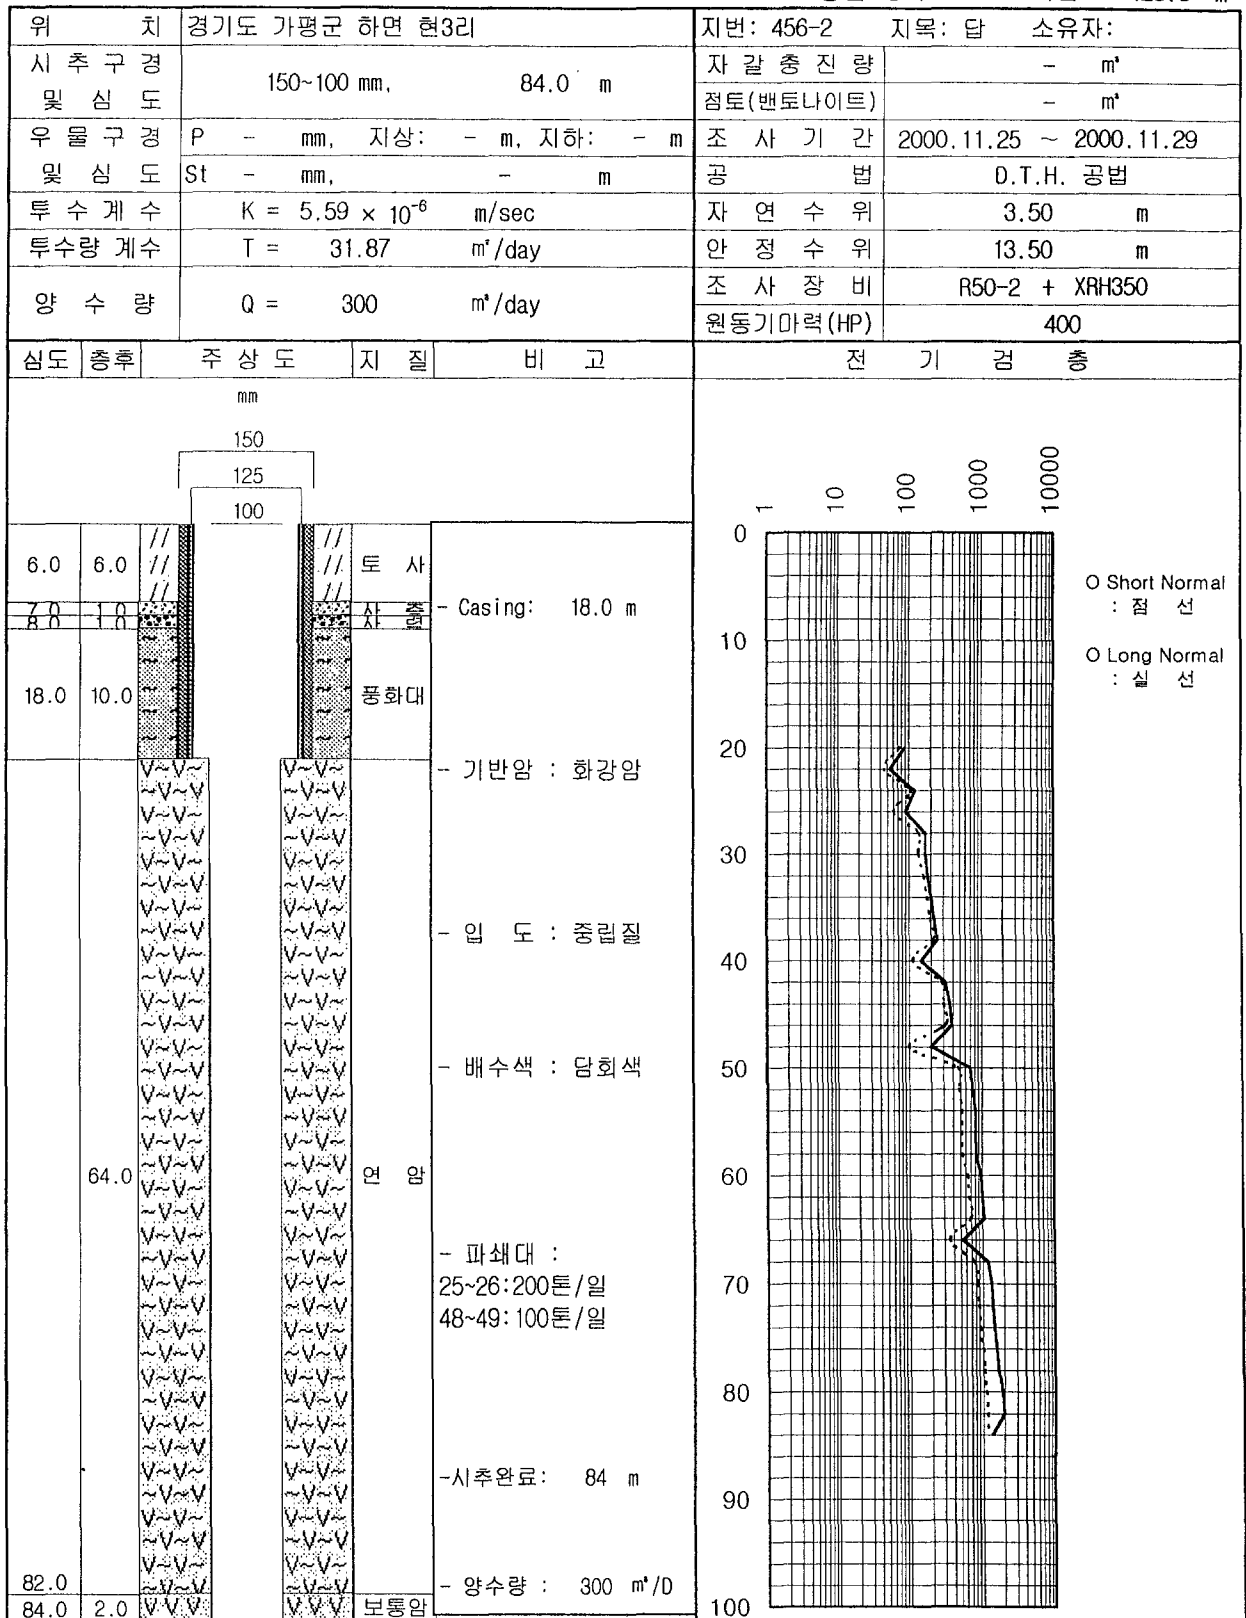 위 치 경기도 가평군 하면 현3리 지번: 456-2 지목: 답 소유자:
시 추 구 경 및 심 도 150~100 mm, 84.0 m 자 갈 충 진 량 - m³
점토(밴토나이트) - m³
우 물 구 경 및 심 도 P - mm, 지상: - m, 지하: - m 조 사 기 간 2000.11.25 ~ 2000.11.29
St - mm, - m 공 법 D.T.H. 공법
투 수 계 수 K = 5.59 × 10⁻⁶ m/sec 자 연 수 위 3.50 m
투수량 계수 T = 31.87 m²/day 안 정 수 위 13.50 m
양 수 량 Q = 300 m³/day 조 사 장 비 R50-2 + XRH350
원동기마력(HP) 400
심도 층후 주 상 도 지 질 비 고 전 기 검 층
mm
150
125
100
6.0 6.0 토 사
7.0 1.0 사 층
8.0 1.0 사 력
- Casing: 18.0 m
18.0 10.0 풍화대
- 기반암 : 화강암
- 입 도 : 중립질
- 배수색 : 담회색
64.0 연 암
- 파쇄대 :
25~26:200톤/일
48~49:100톤/일
-시추완료: 84 m
82.0
- 양수량 : 300 m³/D
84.0 2.0 보통암
1 10 100 1000 10000
0
10
20
30
40
50
60
70
80
90
100
O Short Normal
: 점 선
O Long Normal
: 실 선